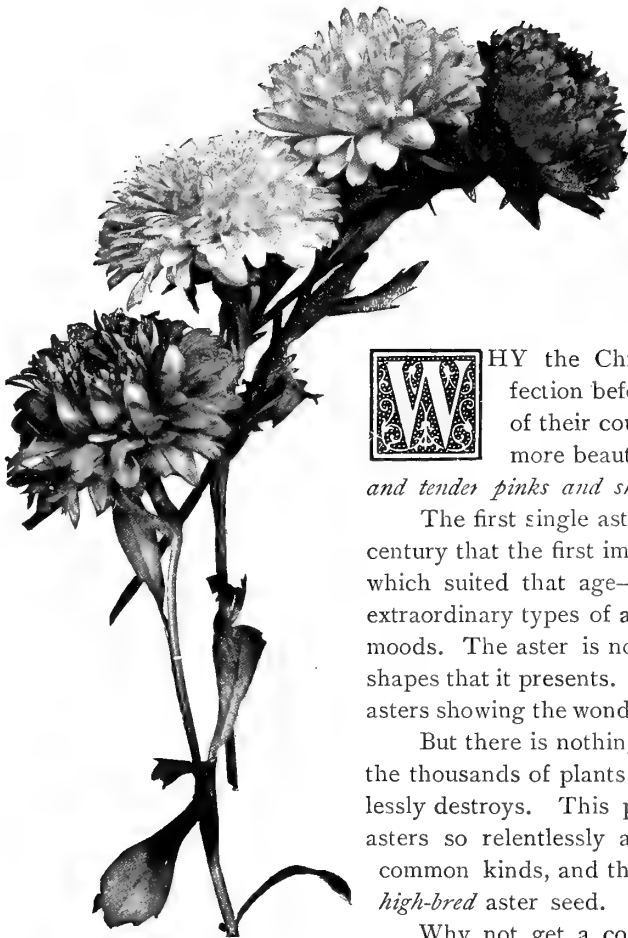 WHY the Chi
fection befo
of their cou
more beaut
and tender pinks and s
The first single ast
century that the first im
which suited that age—
extraordinary types of a
moods. The aster is no
shapes that it presents.
asters showing the wond
But there is nothin
the thousands of plants
lessly destroys. This p
asters so relentlessly a
common kinds, and th
high-bred aster seed.
Why not get a co